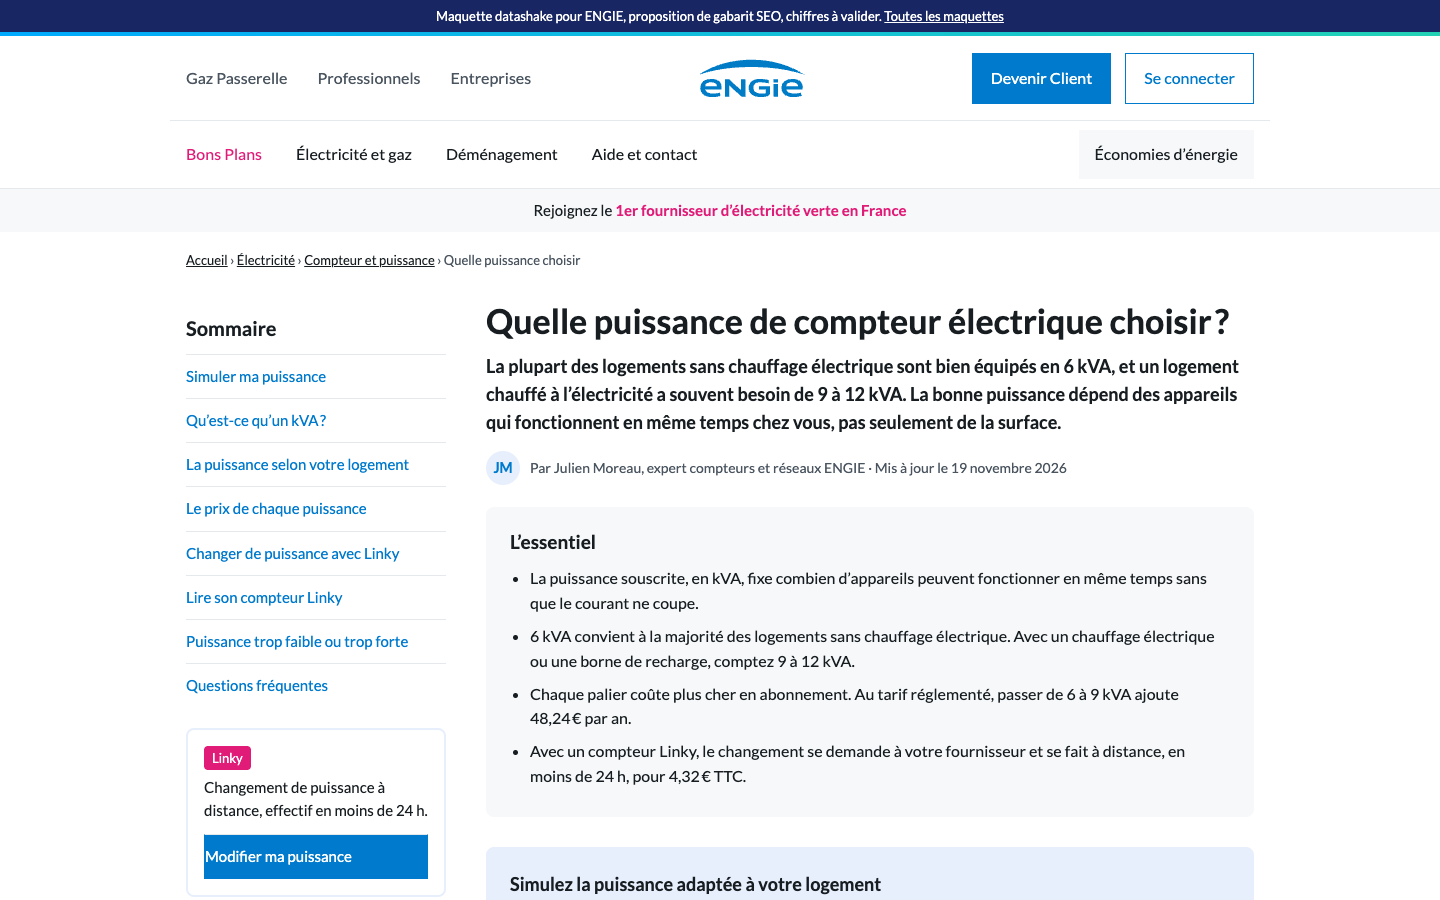 Maquette datashake pour ENGIE, proposition de gabarit SEO, chiffres à valider. Toutes les maquettes
Gaz Passerelle Professionnels Entreprises
ENGIE
Devenir Client
Se connecter
Bons Plans Électricité et gaz Déménagement Aide et contact
Économies d’énergie
Rejoignez le 1er fournisseur d’électricité verte en France
Accueil › Électricité › Compteur et puissance › Quelle puissance choisir
Sommaire
Simuler ma puissance
Qu’est-ce qu’un kVA ?
La puissance selon votre logement
Le prix de chaque puissance
Changer de puissance avec Linky
Lire son compteur Linky
Puissance trop faible ou trop forte
Questions fréquentes
Linky
Changement de puissance à
distance, effectif en moins de 24 h.
Modifier ma puissance
Quelle puissance de compteur électrique choisir ?
La plupart des logements sans chauffage électrique sont bien équipés en 6 kVA, et un logement
chauffé à l’électricité a souvent besoin de 9 à 12 kVA. La bonne puissance dépend des appareils
qui fonctionnent en même temps chez vous, pas seulement de la surface.
JM Par Julien Moreau, expert compteurs et réseaux ENGIE · Mis à jour le 19 novembre 2026
L’essentiel
• La puissance souscrite, en kVA, fixe combien d’appareils peuvent fonctionner en même temps sans
que le courant ne coupe.
• 6 kVA convient à la majorité des logements sans chauffage électrique. Avec un chauffage électrique
ou une borne de recharge, comptez 9 à 12 kVA.
• Chaque palier coûte plus cher en abonnement. Au tarif réglementé, passer de 6 à 9 kVA ajoute
48,24 € par an.
• Avec un compteur Linky, le changement se demande à votre fournisseur et se fait à distance, en
moins de 24 h, pour 4,32 € TTC.
Simulez la puissance adaptée à votre logement